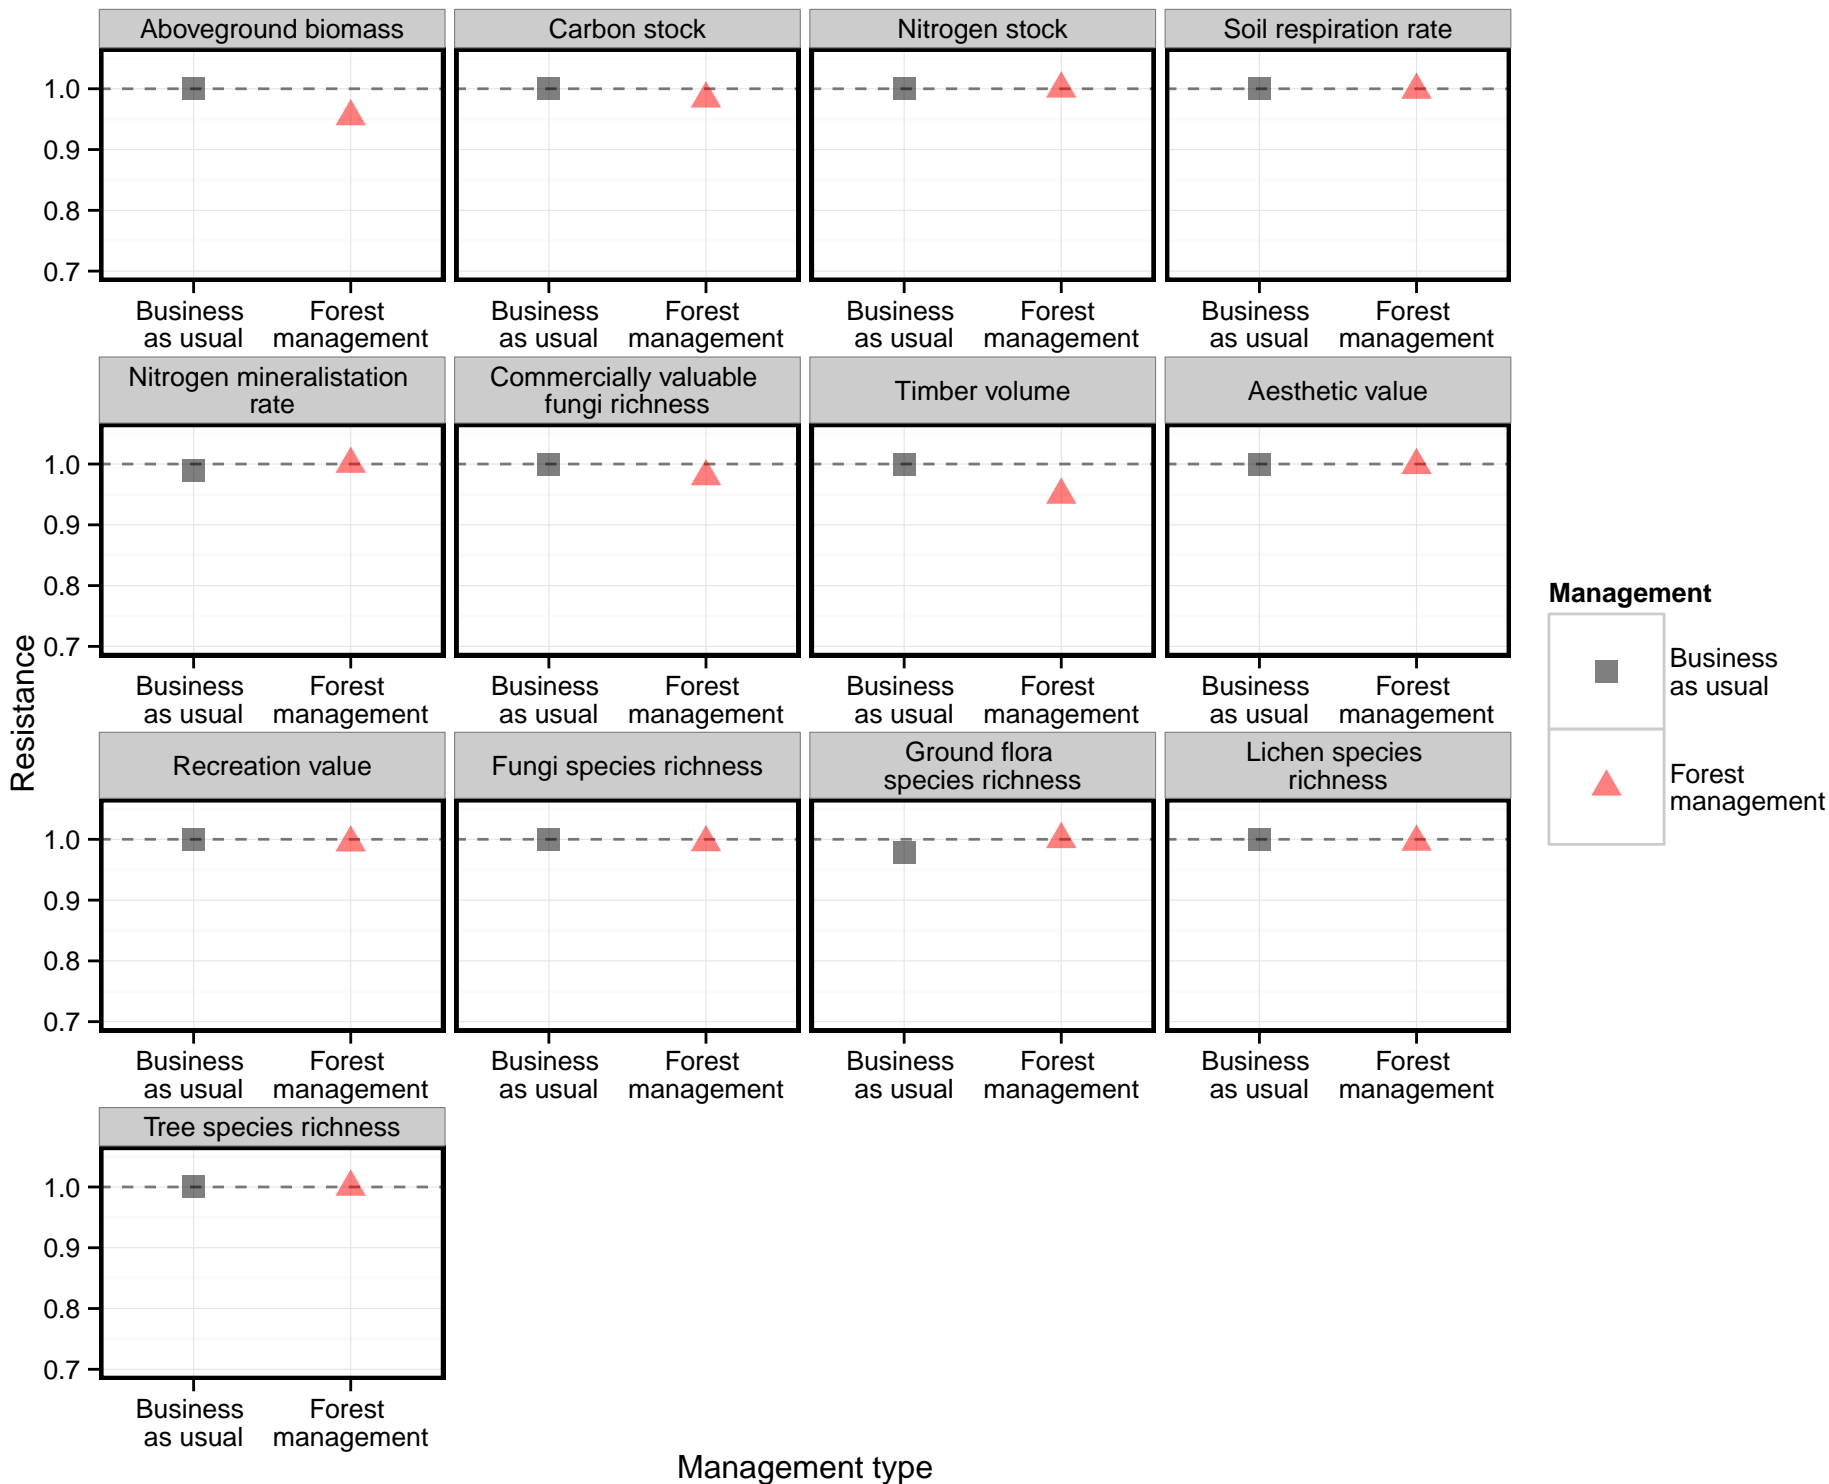 Aboveground biomass
Carbon stock
Nitrogen stock
Soil respiration rate
1.0
0.9
0.8
0.7
Business
as usual
Forest
management
Business
as usual
Forest
management
Business
as usual
Forest
management
Business
as usual
Forest
management
Nitrogen mineralistation
rate
Commercially valuable
fungi richness
Timber volume
Aesthetic value
1.0
0.9
0.8
0.7
Business
as usual
Forest
management
Business
as usual
Forest
management
Business
as usual
Forest
management
Business
as usual
Forest
management
Resistance
Recreation value
Fungi species richness
Ground flora
species richness
Lichen species
richness
1.0
0.9
0.8
0.7
Business
as usual
Forest
management
Business
as usual
Forest
management
Business
as usual
Forest
management
Business
as usual
Forest
management
Tree species richness
1.0
0.9
0.8
0.7
Business
as usual
Forest
management
Management type
Management
Business
as usual
Forest
management